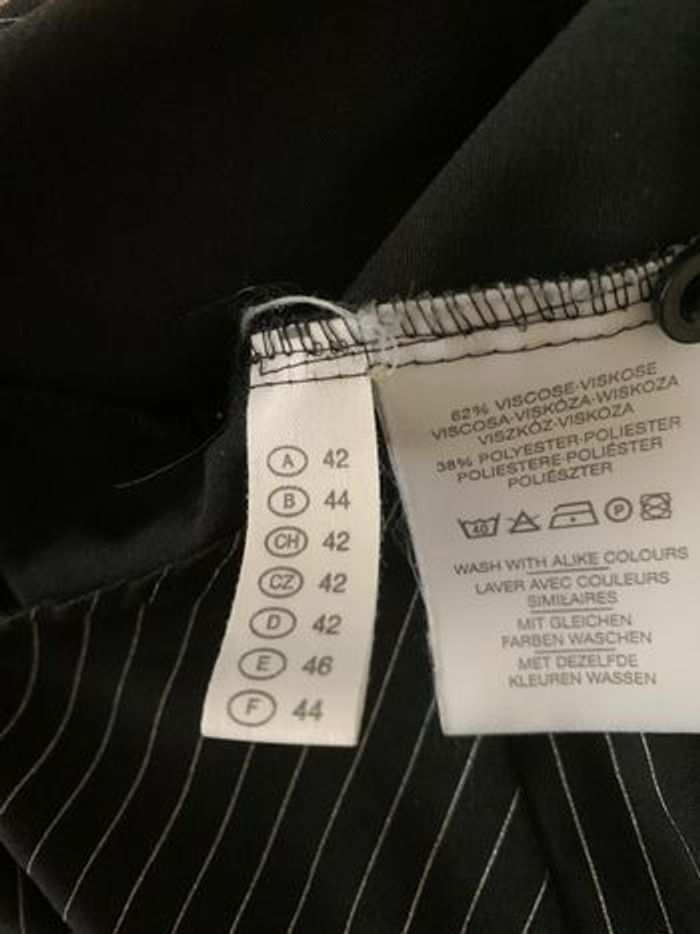 A 42
B 44
CH 42
CZ 42
D 42
E 46
F 44
62% VISCOSE-VISKOSE
VISCOSA-VISKÓZA-WISKOZA
VISZKÓZ-VISKOZA
38% POLYESTER-POLIESTER
POLIESTERE-POLIÉSTER
POLIÉSZTER
40 P
WASH WITH ALIKE COLOURS
LAVER AVEC COULEURS
SIMILAIRES
MIT GLEICHEN
FARBEN WASCHEN
MET DEZELFDE
KLEUREN WASSEN